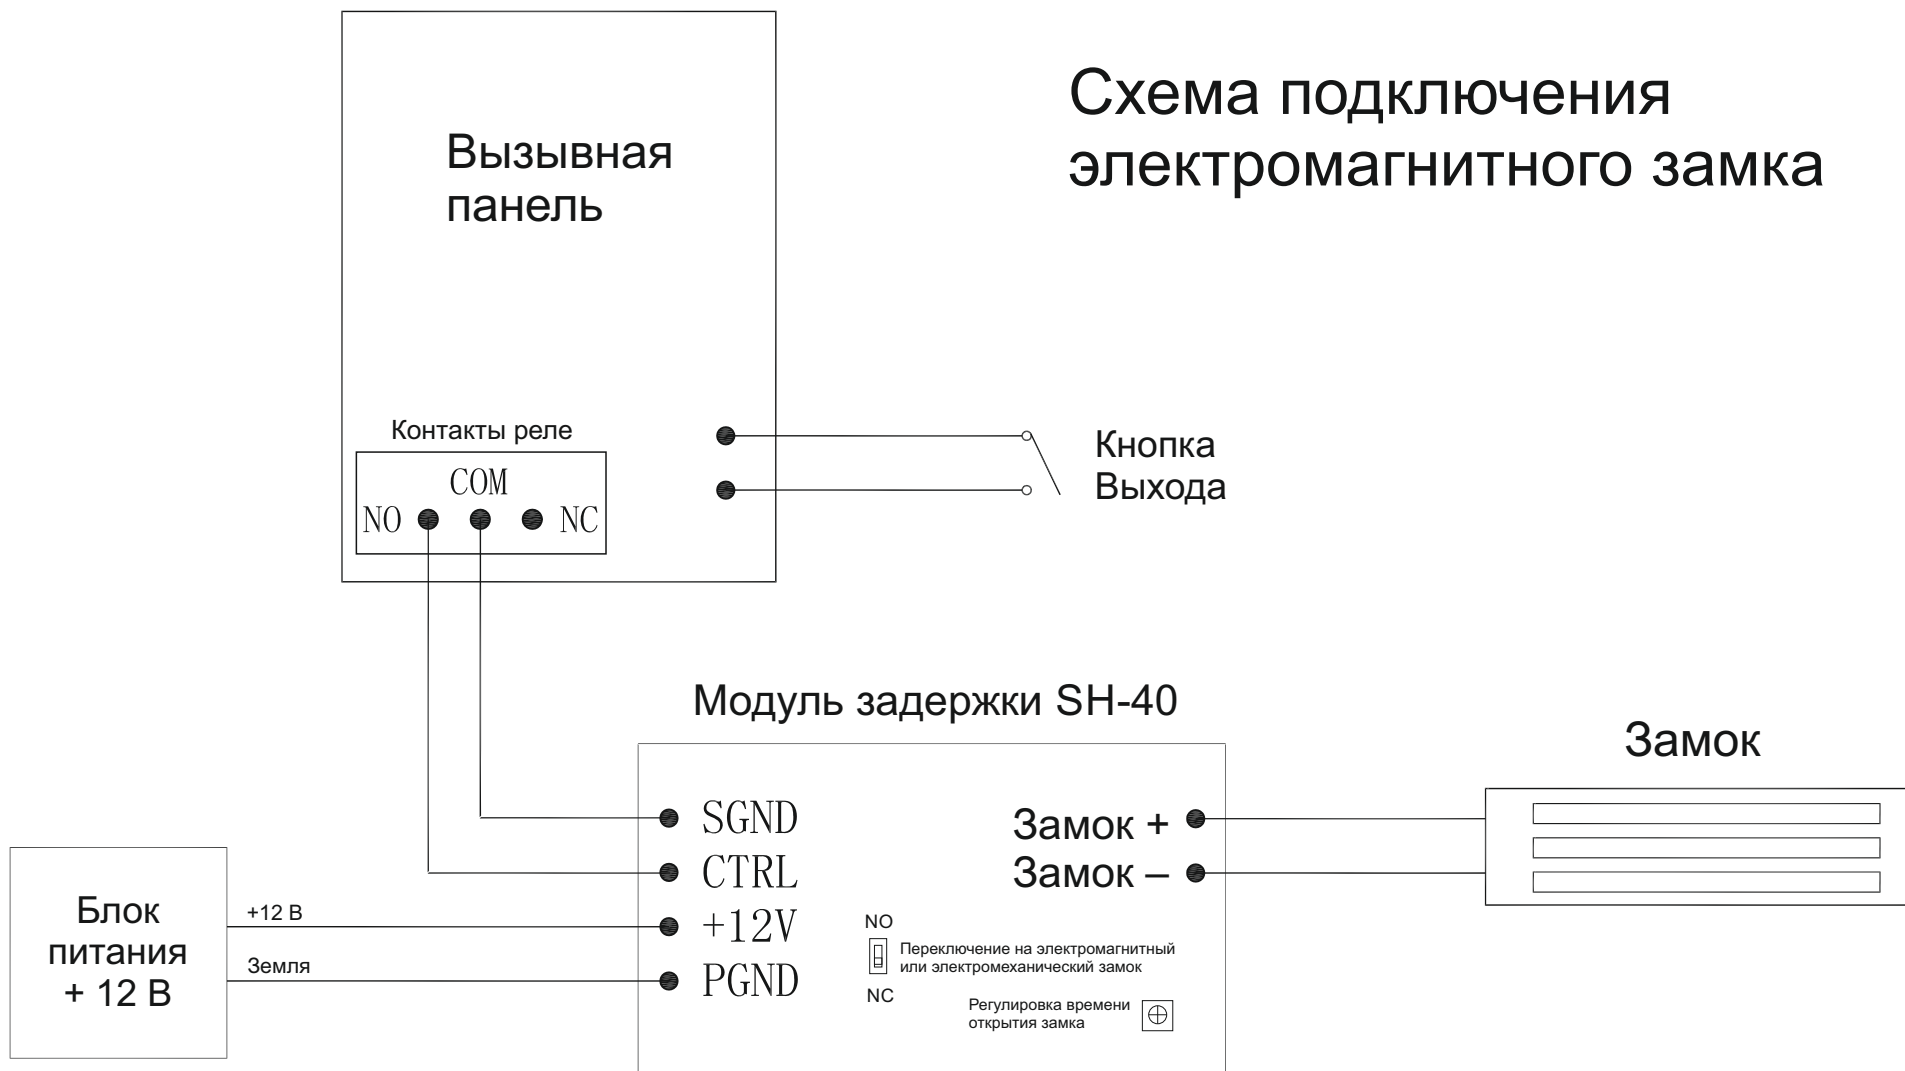 Схема подключения
электромагнитного замка
Вызывная
панель
Контакты реле
COM
NO
NC
Кнопка
Выхода
Модуль задержки SH-40
Замок
SGND
CTRL
+12V
PGND
Замок +
Замок –
Блок
питания
+ 12 В
+12 В
Земля
NO
Переключение на электромагнитный
или электромеханический замок
NC
Регулировка времени
открытия замка